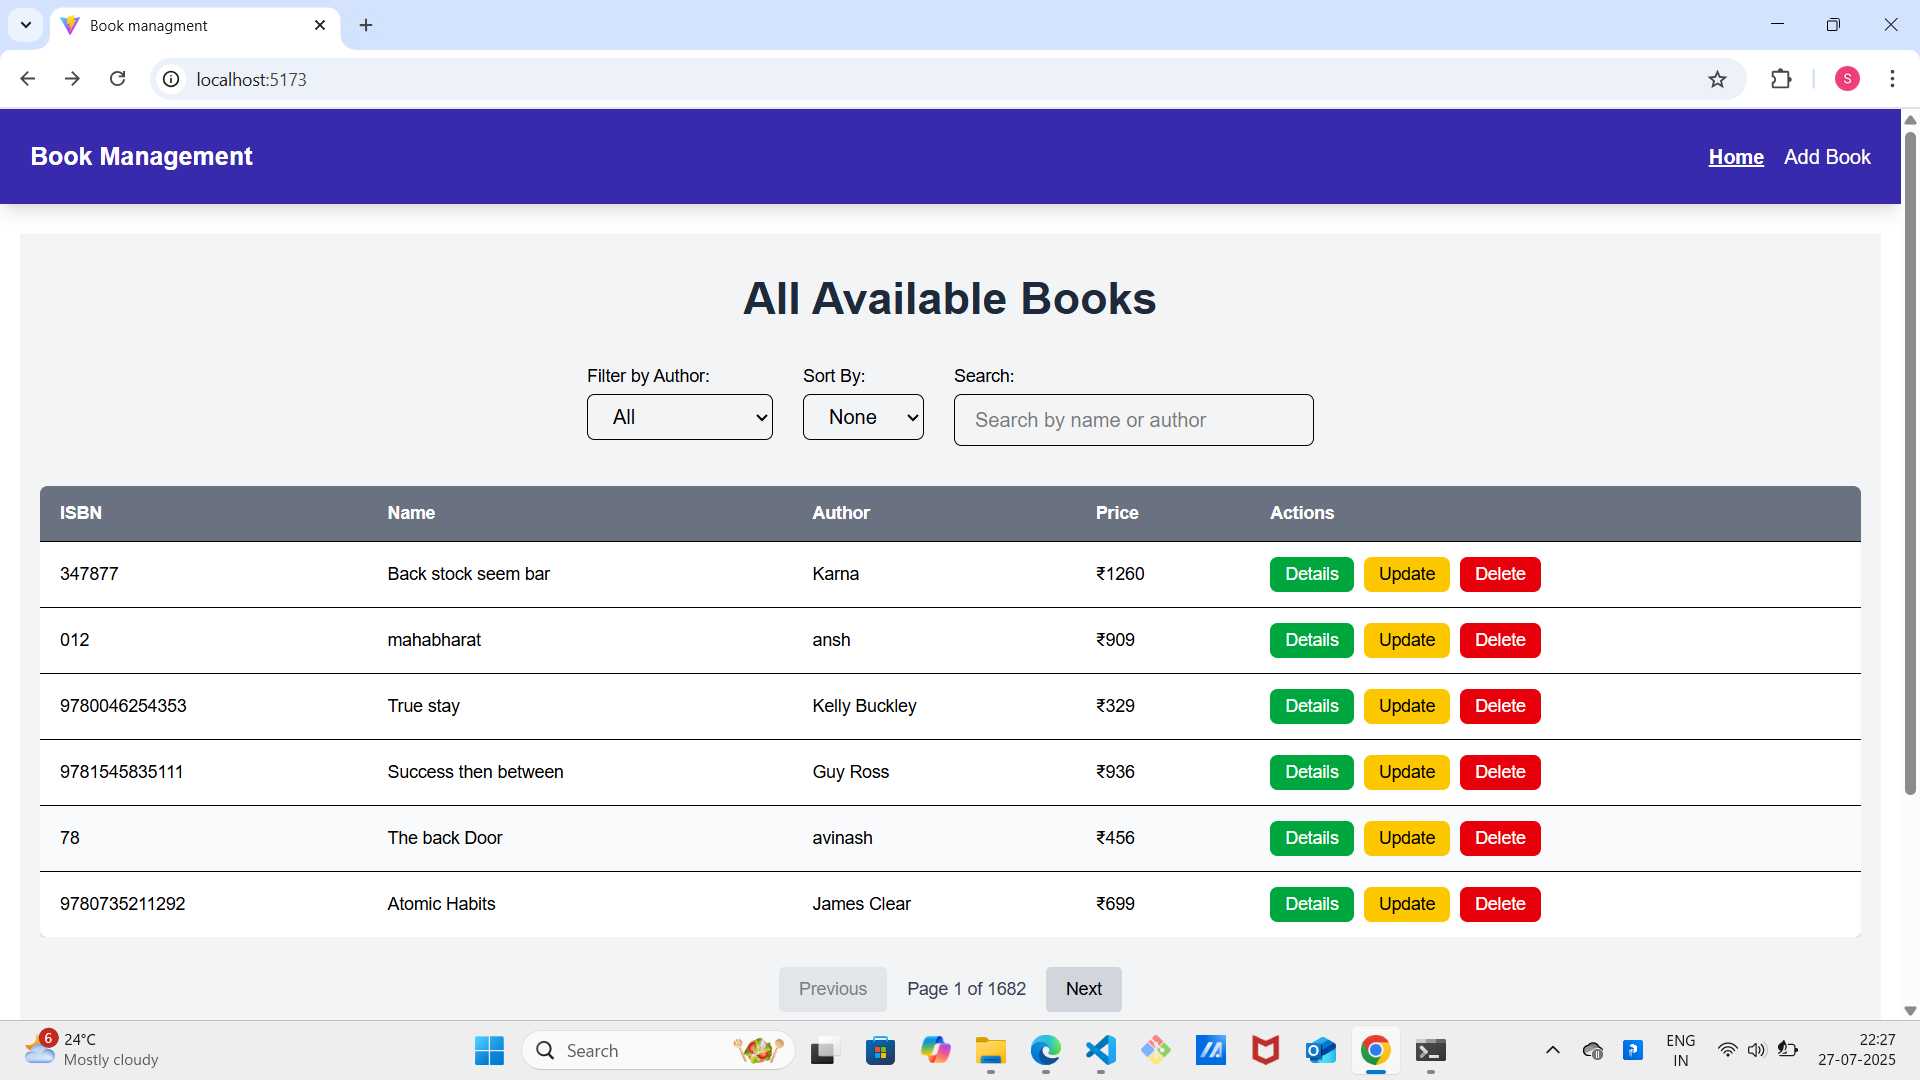 Book managment
localhost:5173
S
Book Management
Home Add Book
All Available Books
Filter by Author: Sort By: Search:
All None Search by name or author
ISBN Name Author Price Actions
347877 Back stock seem bar Karna ₹1260 Details Update Delete
012 mahabharat ansh ₹909 Details Update Delete
9780046254353 True stay Kelly Buckley ₹329 Details Update Delete
9781545835111 Success then between Guy Ross ₹936 Details Update Delete
78 The back Door avinash ₹456 Details Update Delete
9780735211292 Atomic Habits James Clear ₹699 Details Update Delete
Previous Page 1 of 1682 Next
6 24°C
Mostly cloudy
Search
ENG
IN
22:27
27-07-2025